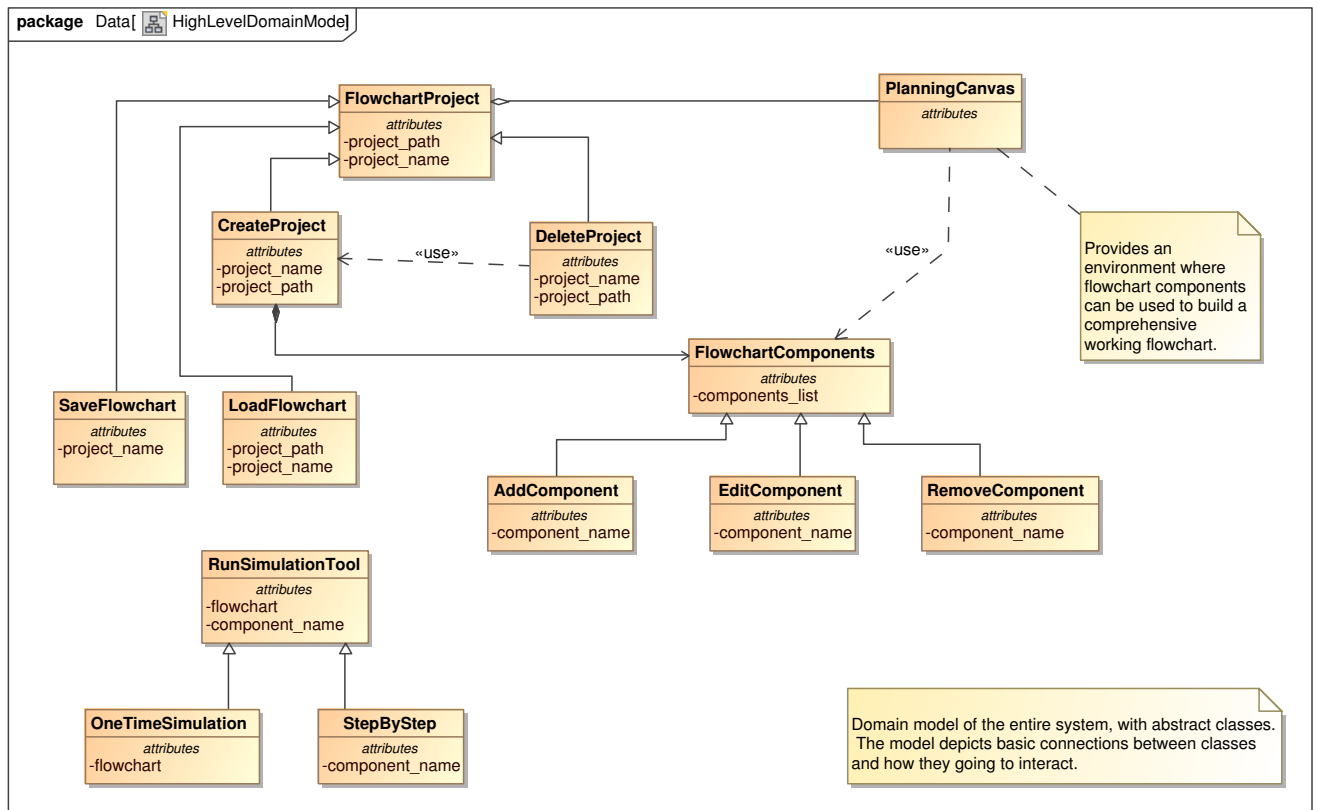 package Data[ HighLevelDomainMode]
FlowchartProject
attributes
-project_path
-project_name
PlanningCanvas
attributes
CreateProject
attributes
-project_name
-project_path
«use»
DeleteProject
attributes
-project_name
-project_path
«use»
Provides an
environment where
flowchart components
can be used to build a
comprehensive
working flowchart.
FlowchartComponents
attributes
-components_list
SaveFlowchart
attributes
-project_name
LoadFlowchart
attributes
-project_path
-project_name
AddComponent
attributes
-component_name
EditComponent
attributes
-component_name
RemoveComponent
attributes
-component_name
RunSimulationTool
attributes
-flowchart
-component_name
OneTimeSimulation
attributes
-flowchart
StepByStep
attributes
-component_name
Domain model of the entire system, with abstract classes.
The model depicts basic connections between classes
and how they going to interact.